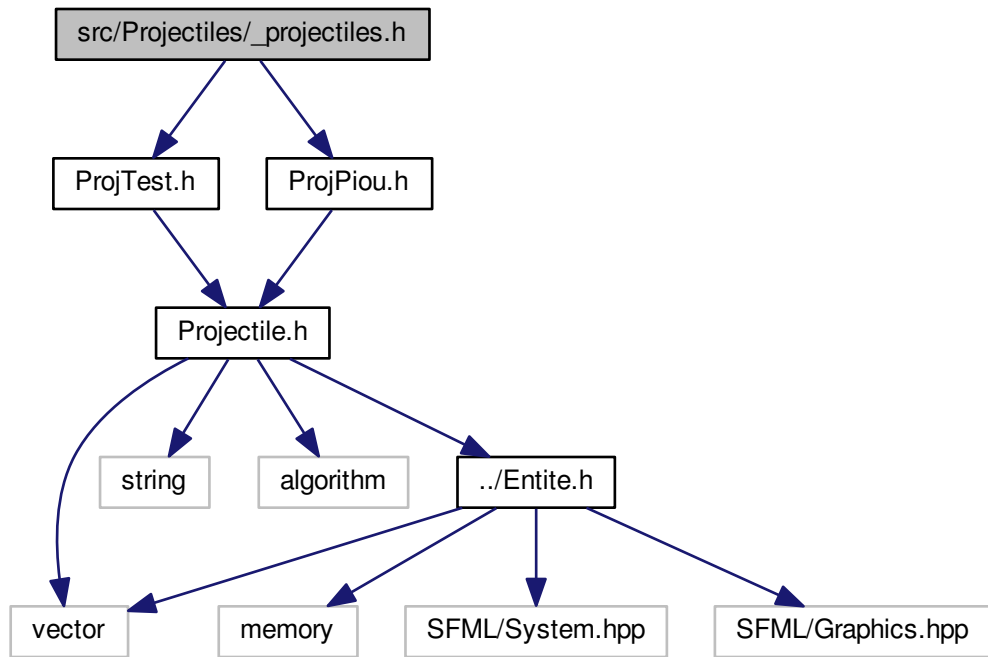 src/Projectiles/_projectiles.h
ProjTest.h
ProjPiou.h
Projectile.h
string
algorithm
../Entite.h
vector
memory
SFML/System.hpp
SFML/Graphics.hpp